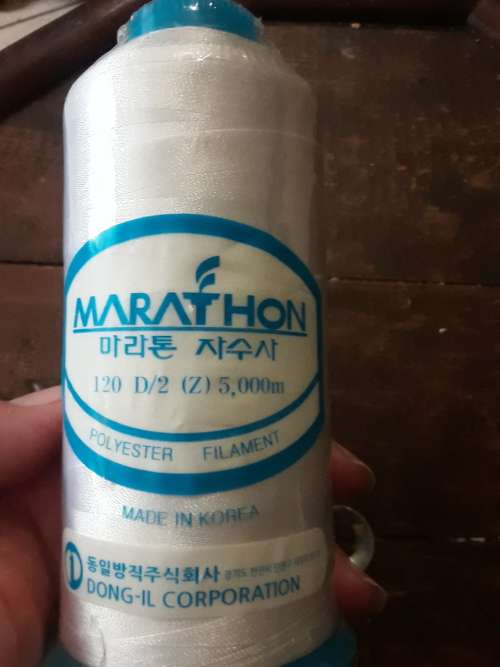 MARATHON
마라톤 자수사
120 D/2 (Z) 5,000m
POLYESTER FILAMENT
MADE IN KOREA
동일방직주식회사
DONG-IL CORPORATION